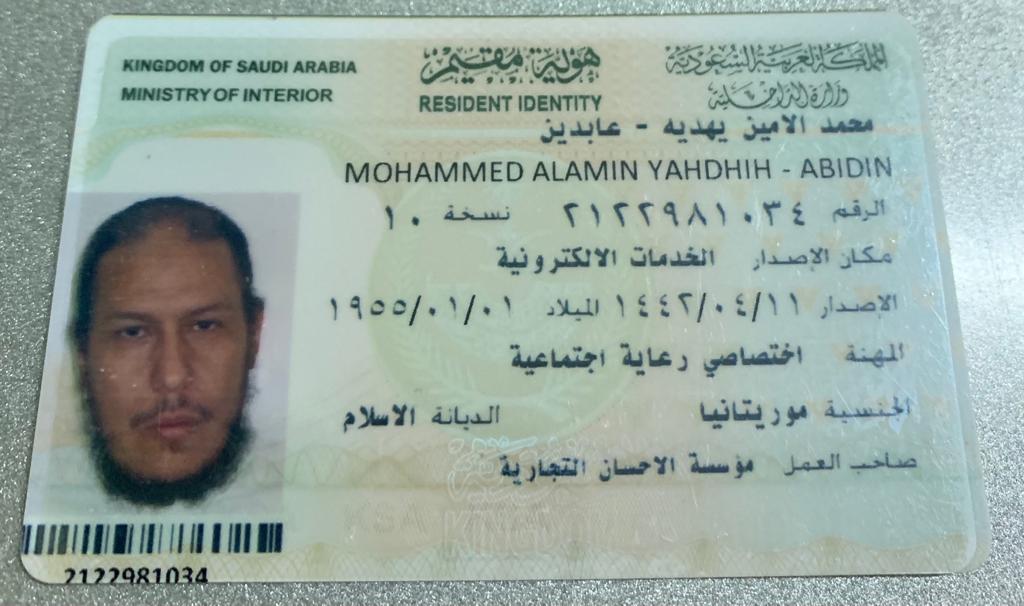 KINGDOM OF SAUDI ARABIA
MINISTRY OF INTERIOR
هوية مقيم
RESIDENT IDENTITY
المملكة العربية السعودية
وزارة الداخلية
محمد الامين يهديه - عابدين
MOHAMMED ALAMIN YAHDHIH - ABIDIN
الرقم ٢١٢٢٩٨١٠٣٤ نسخة ١٠
مكان الإصدار الخدمات الالكترونية
الإصدار ١٤٤٢/٠٤/١١ الميلاد ١٩٥٥/٠١/٠١
المهنة اختصاصي رعاية اجتماعية
الجنسية موريتانيا الديانة الاسلام
صاحب العمل مؤسسة الاحسان التجارية
KSA KINGDOM
2122981034